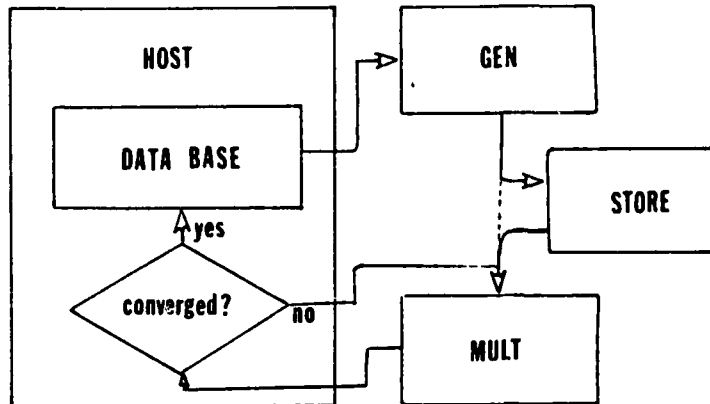 HOST
GEN
DATA BASE
STORE
yes
converged?
no
MULT